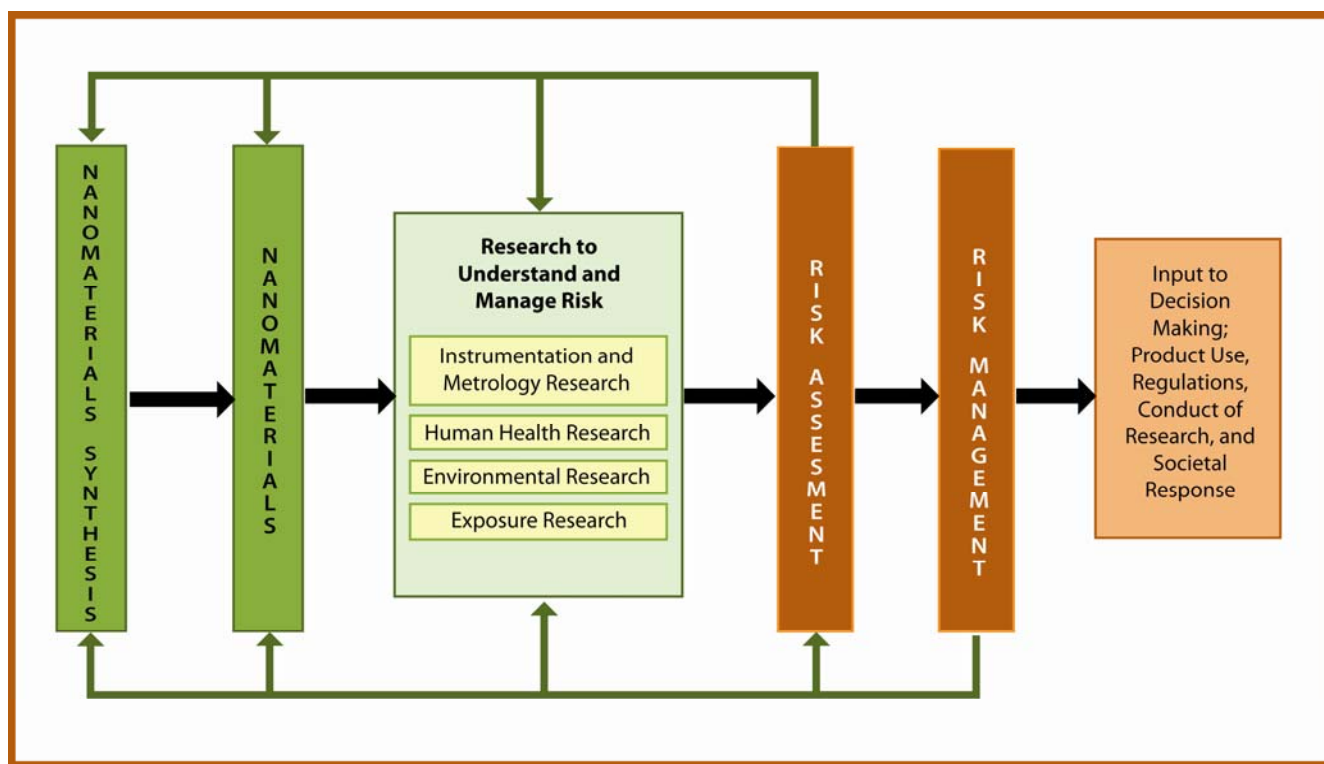 NANOMATERIALS SYNTHESIS
NANOMATERIALS
Research to
Understand and
Manage Risk
Instrumentation and
Metrology Research
Human Health Research
Environmental Research
Exposure Research
RISK ASSESMENT
RISK MANAGEMENT
Input to
Decision
Making;
Product Use,
Regulations,
Conduct of
Research, and
Societal
Response